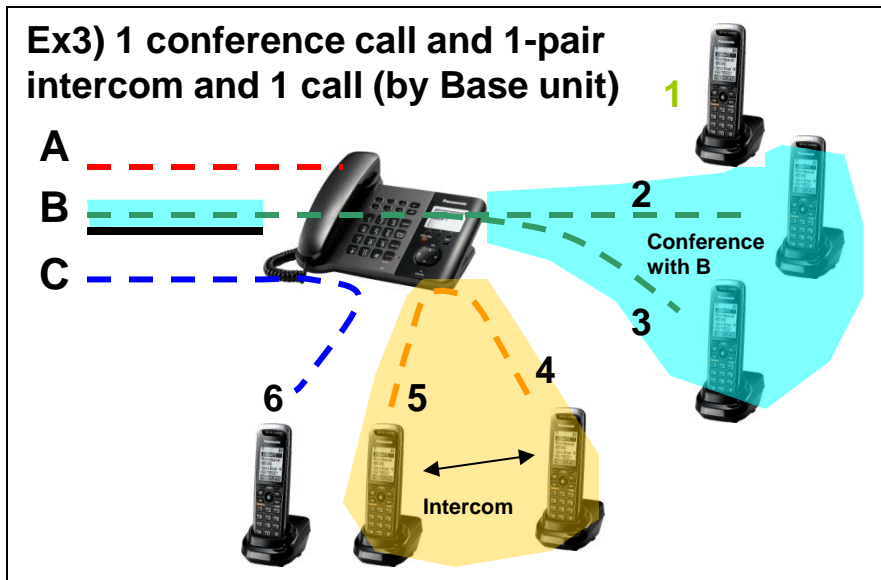 Ex3) 1 conference call and 1-pair
intercom and 1 call (by Base unit)
1
A
B
C
2
Conference
with B
3
4
5
6
Intercom
Panasonic